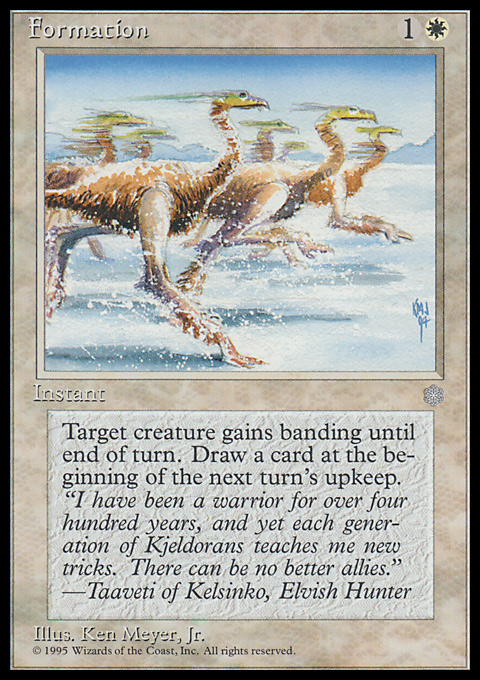 Formation 1
Instant
Target creature gains banding until
end of turn. Draw a card at the be-
ginning of the next turn's upkeep.
"I have been a warrior for over four
hundred years, and yet each gener-
ation of Kjeldorans teaches me new
tricks. There can be no better allies."
—Taaveti of Kelsinko, Elvish Hunter
Illus. Ken Meyer, Jr.
© 1995 Wizards of the Coast, Inc. All rights reserved.